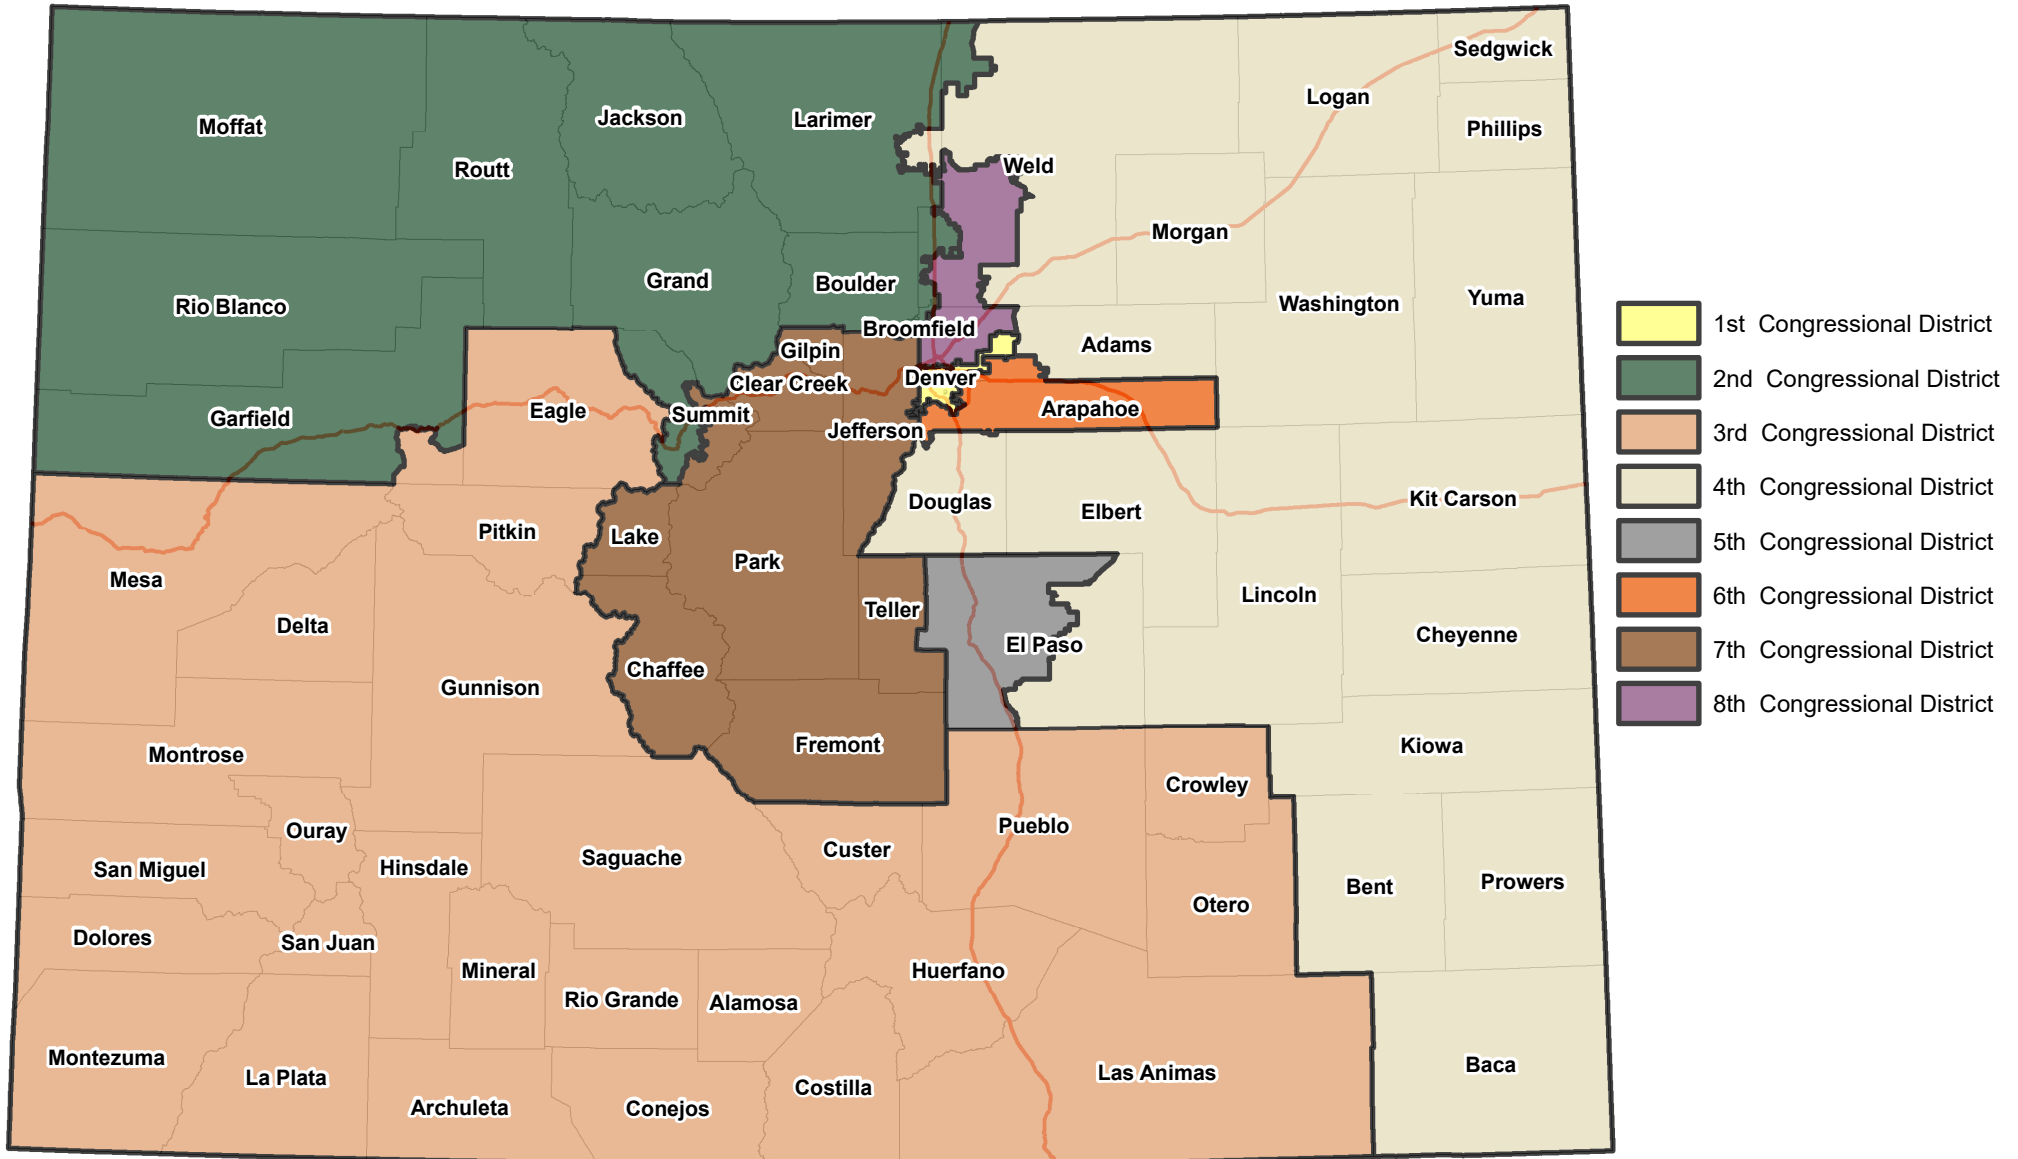 Sedgwick
Logan
Moffat
Jackson
Larimer
Phillips
Routt
Weld
Morgan
Grand
Boulder
Rio Blanco
Washington
Yuma
Broomfield
Adams
Gilpin
Clear Creek
Denver
Eagle
Summit
Arapahoe
Garfield
Jefferson
Douglas
Kit Carson
Elbert
Pitkin
Lake
Park
Mesa
Lincoln
Teller
Delta
Cheyenne
El Paso
Chaffee
Gunnison
Fremont
Kiowa
Montrose
Crowley
Pueblo
Ouray
Custer
Saguache
Hinsdale
San Miguel
Prowers
Bent
Otero
Dolores
San Juan
Mineral
Huerfano
Rio Grande
Alamosa
Montezuma
Baca
Las Animas
La Plata
Costilla
Archuleta
Conejos
1st Congressional District
2nd Congressional District
3rd Congressional District
4th Congressional District
5th Congressional District
6th Congressional District
7th Congressional District
8th Congressional District